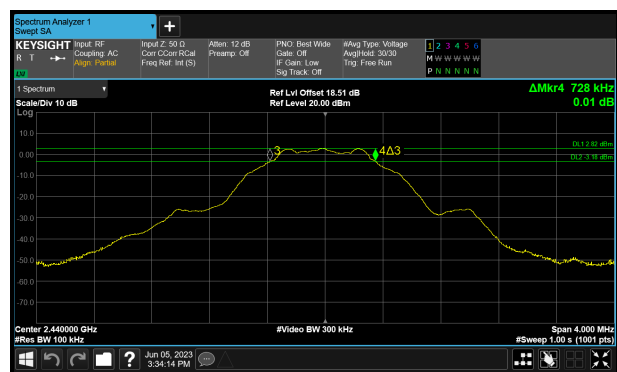 Spectrum Analyzer 1
Swept SA
+
KEYSIGHT Input: RF Input Z: 50 Ω Atten: 12 dB PNO: Best Wide #Avg Type: Voltage 1 2 3 4 5 6
R T Coupling: AC Corr CCorr RCal Preamp: Off Gate: Off Avg|Hold: 30/30 M W W W W W
Align: Partial Freq Ref: Int (S) IF Gain: Low Trig: Free Run
LXI Sig Track: Off P N N N N N
1 Spectrum
ΔMkr4 728 kHz
Ref Lvl Offset 18.51 dB
Scale/Div 10 dB Ref Level 20.00 dBm 0.01 dB
Log
10.0
DL1 2.82 dBm
3 4Δ3
0.00
DL2 -3.18 dBm
-10.0
-20.0
-30.0
-40.0
-50.0
-60.0
-70.0
Center 2.440000 GHz #Video BW 300 kHz Span 4.000 MHz
#Res BW 100 kHz #Sweep 1.00 s (1001 pts)
? Jun 05, 2023
3:34:14 PM